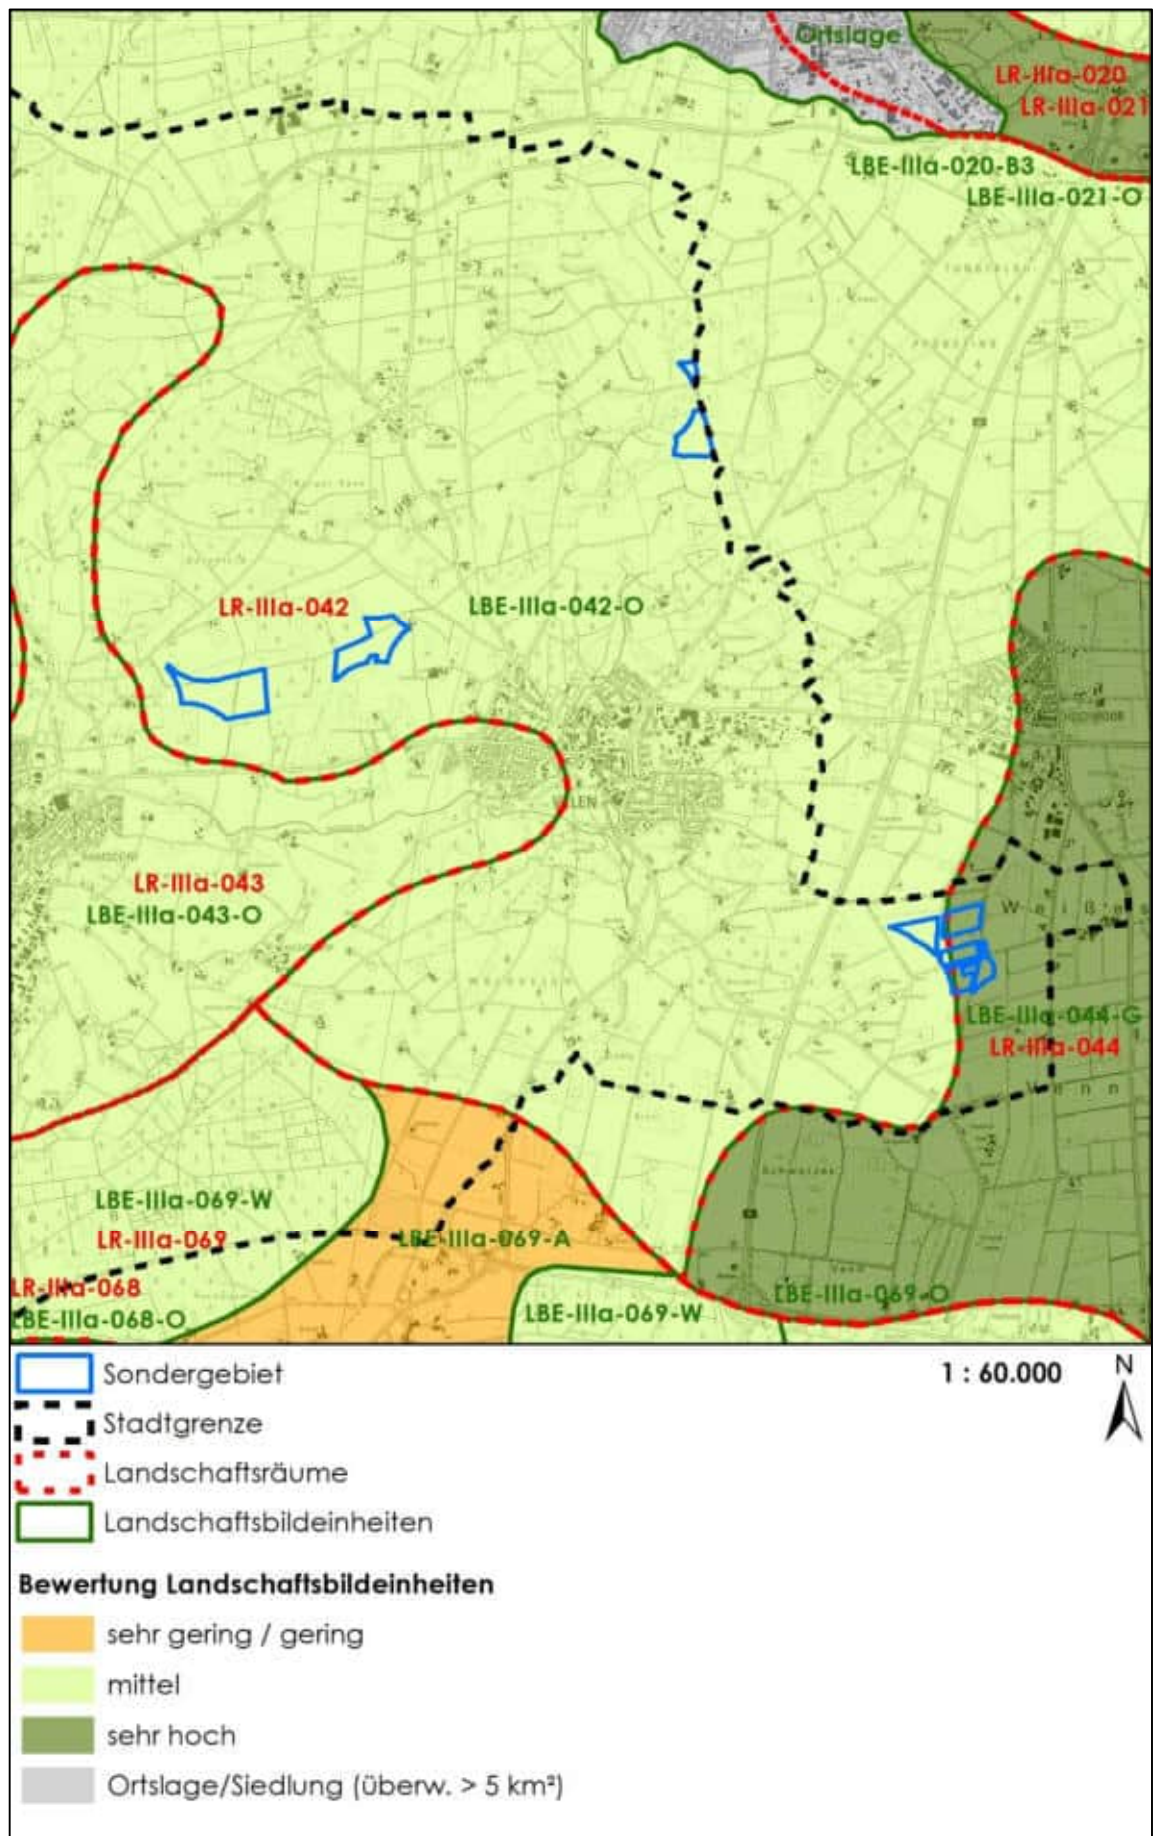 Ortslage
LR-IIIa-020
LR-IIIa-021
LBE-IIIa-020-B3
LBE-IIIa-021-O
LR-IIIa-042
LBE-IIIa-042-O
LR-IIIa-043
LBE-IIIa-043-O
W e i ß e s
LBE-IIIa-044-G
LR-IIIa-044
V e n n
LBE-IIIa-069-W
LR-IIIa-069
LBE-IIIa-069-A
LR-IIIa-068
LBE-IIIa-068-O
LBE-IIIa-069-W
LBE-IIIa-069-O
Sondergebiet
1 : 60.000
N
Stadtgrenze
Landschaftsräume
Landschaftsbildeinheiten
Bewertung Landschaftsbildeinheiten
sehr gering / gering
mittel
sehr hoch
Ortslage/Siedlung (überw. > 5 km²)